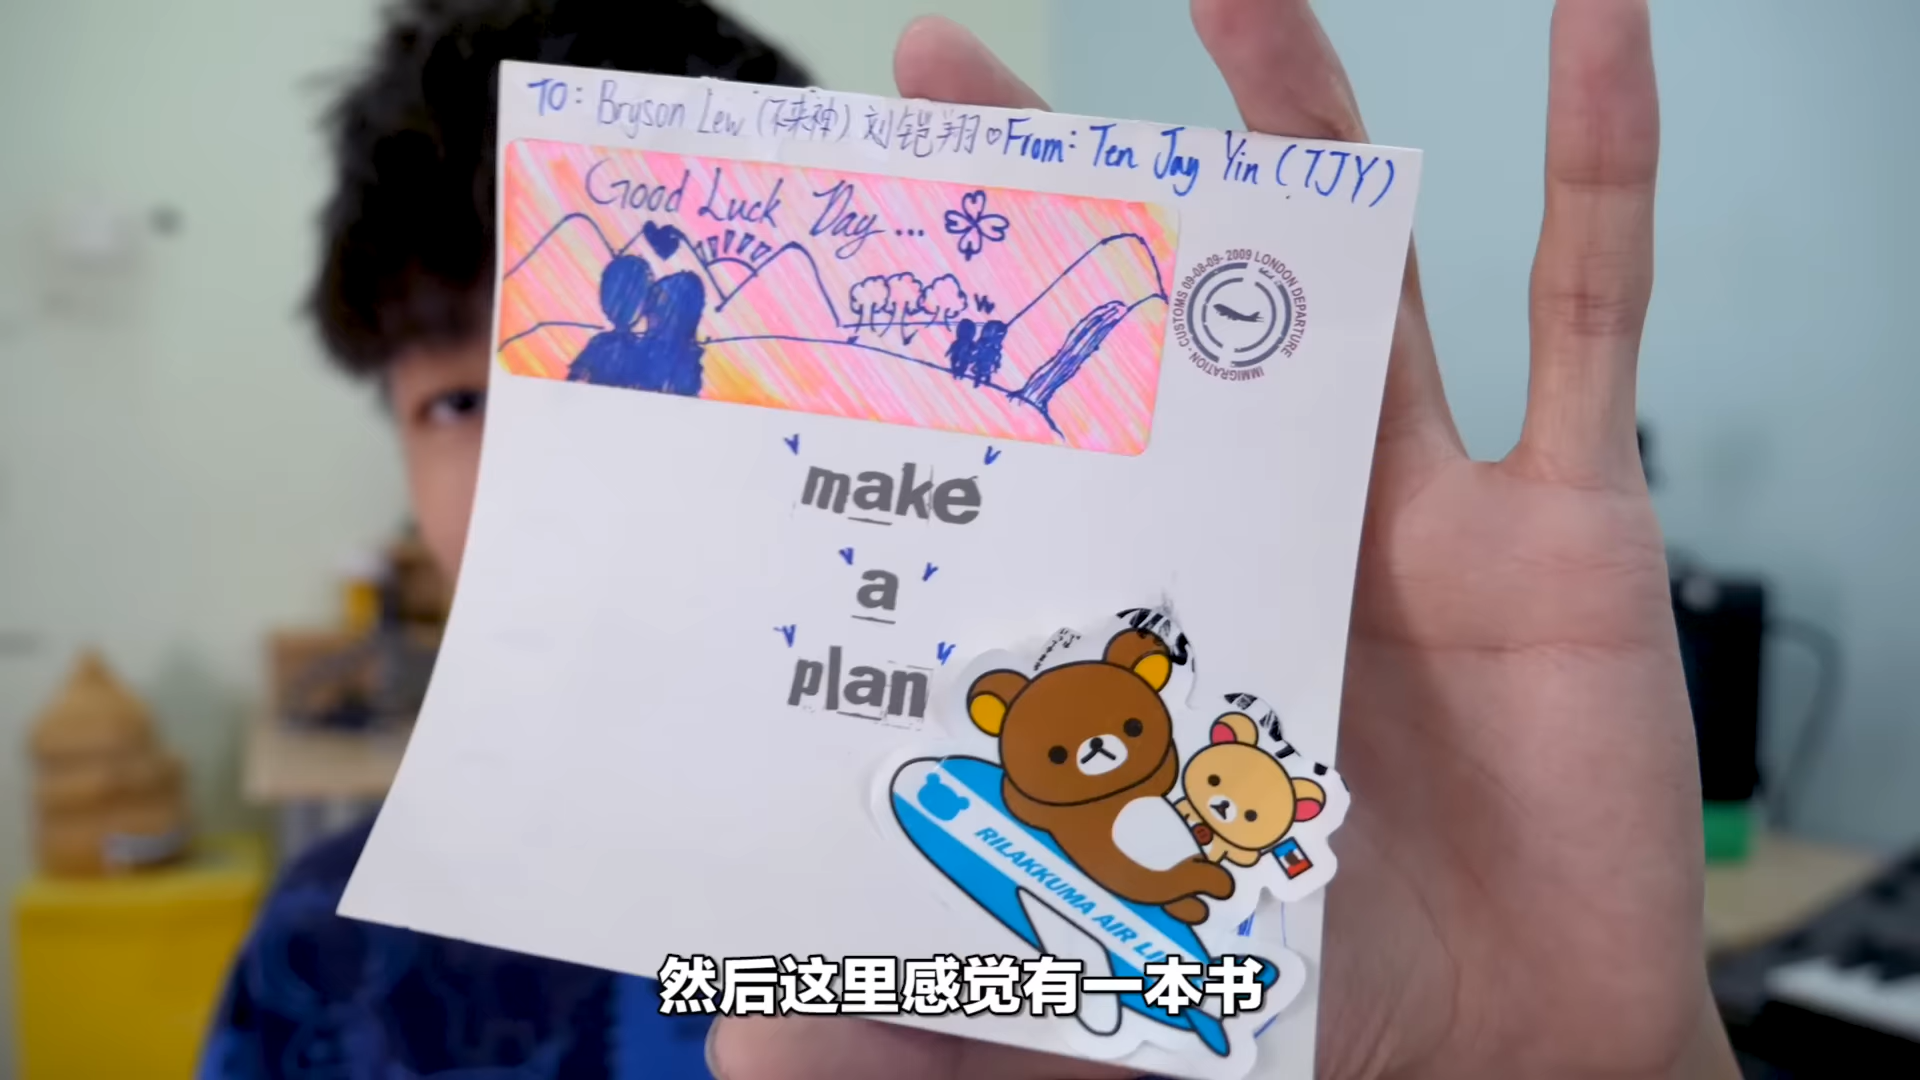 TO: Bryson Lew (不来神) 刘铠翔♡From: Ten Jay Yin (TJY)
Good Luck Day...
IMMIGRATION · CUSTOMS 09-08-09- 2009 LONDON DEPARTURE
make
a
plan
RILAKKUMA AIR LI
然后这里感觉有一本书